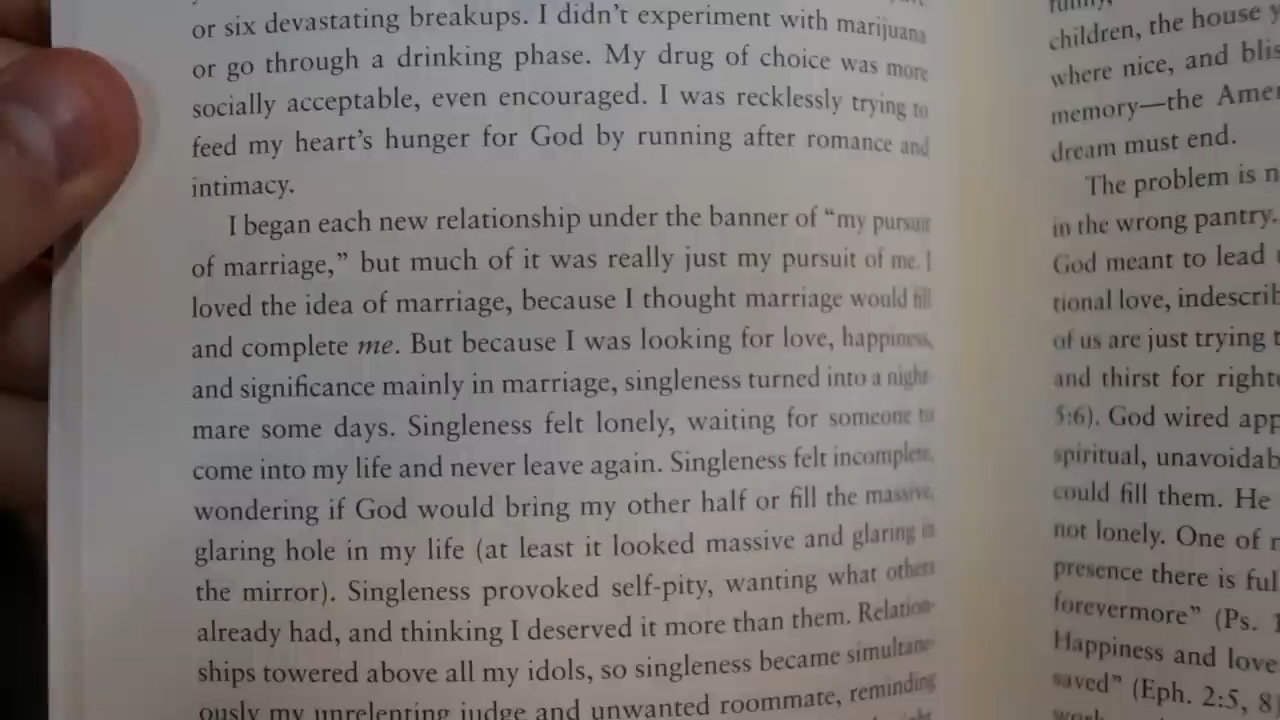 or six devastating breakups. I didn't experiment with marijuana
or go through a drinking phase. My drug of choice was more
socially acceptable, even encouraged. I was recklessly trying to
feed my heart's hunger for God by running after romance and
intimacy.
I began each new relationship under the banner of “my pursuit
of marriage,” but much of it was really just my pursuit of me. I
loved the idea of marriage, because I thought marriage would fill
and complete me. But because I was looking for love, happiness,
and significance mainly in marriage, singleness turned into a night-
mare some days. Singleness felt lonely, waiting for someone to
come into my life and never leave again. Singleness felt incomplete,
wondering if God would bring my other half or fill the massive,
glaring hole in my life (at least it looked massive and glaring in
the mirror). Singleness provoked self-pity, wanting what others
already had, and thinking I deserved it more than them. Relation-
ships towered above all my idols, so singleness became simultane-
ously my unrelenting judge and unwanted roommate, reminding
children, the house
where nice, and
memory—the
dream must end.
The problem is
in the wrong pantry.
God meant to lead
tional love,
of us are just trying
and thirst for
5:6). God wired
spiritual,
could fill them. He
not lonely. One of
presence there is
forevermore” (Ps.
Happiness and love
saved” (Eph. 2:5,